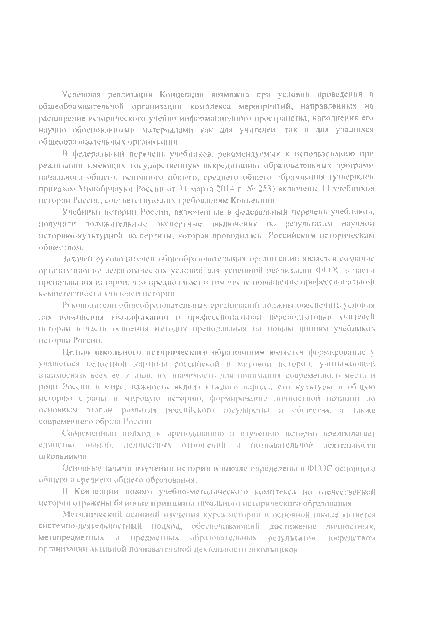 Успешная реализация Концепции возможна при условии проведения в
общеобразовательной организации комплекса мероприятий, направленных на
расширение исторического учебно-информационного пространства, наполнения его
научно обоснованными материалами как для учителей, так и для учащихся
общеобразовательных организаций.
В федеральный перечень учебников, рекомендуемых к использованию при
реализации имеющих государственную аккредитацию образовательных программ
начального общего, основного общего, среднего общего образования (утвержден
приказом Минобрнауки России от 31 марта 2014 г. № 253) включены 11 учебников
истории России, соответствующих требованиям Концепции.
Учебники истории России, включенные в федеральный перечень учебников,
получили положительные экспертные заключения по результатам научной
историко-культурной экспертизы, которая проводилась Российским историческим
обществом.
Задачей руководителей общеобразовательных организаций является создание
организационно-педагогических условий для успешной реализации ФГОС в части
преподавания истории, что предполагает в том числе повышение профессиональной
компетентности учителей истории.
Руководители общеобразовательных организаций должны обеспечить условия
для повышения квалификации и профессиональной переподготовки учителей
истории в части освоения методик преподавания по новым линиям учебников
истории России.
Целью школьного исторического образования является формирование у
учащегося целостной картины российской и мировой истории, учитывающей
взаимосвязь всех ее этапов, их значимость для понимания современного места и
роли России в мире, важность вклада каждого народа, его культуры в общую
историю страны и мировую историю, формирование личностной позиции по
основным этапам развития российского государства и общества, а также
современного образа России.
Современный подход в преподавании и изучении истории предполагает
единство знаний, ценностных отношений и познавательной деятельности
школьников.
Основные задачи изучения истории в школе определены в ФГОС основного
общего и среднего общего образования.
В Концепции нового учебно-методического комплекса по отечественной
истории отражены базовые принципы школьного исторического образования.
Методической основой изучения курса истории в основной школе является
системно-деятельностный подход, обеспечивающий достижение личностных,
метапредметных и предметных образовательных результатов посредством
организации активной познавательной деятельности школьников.